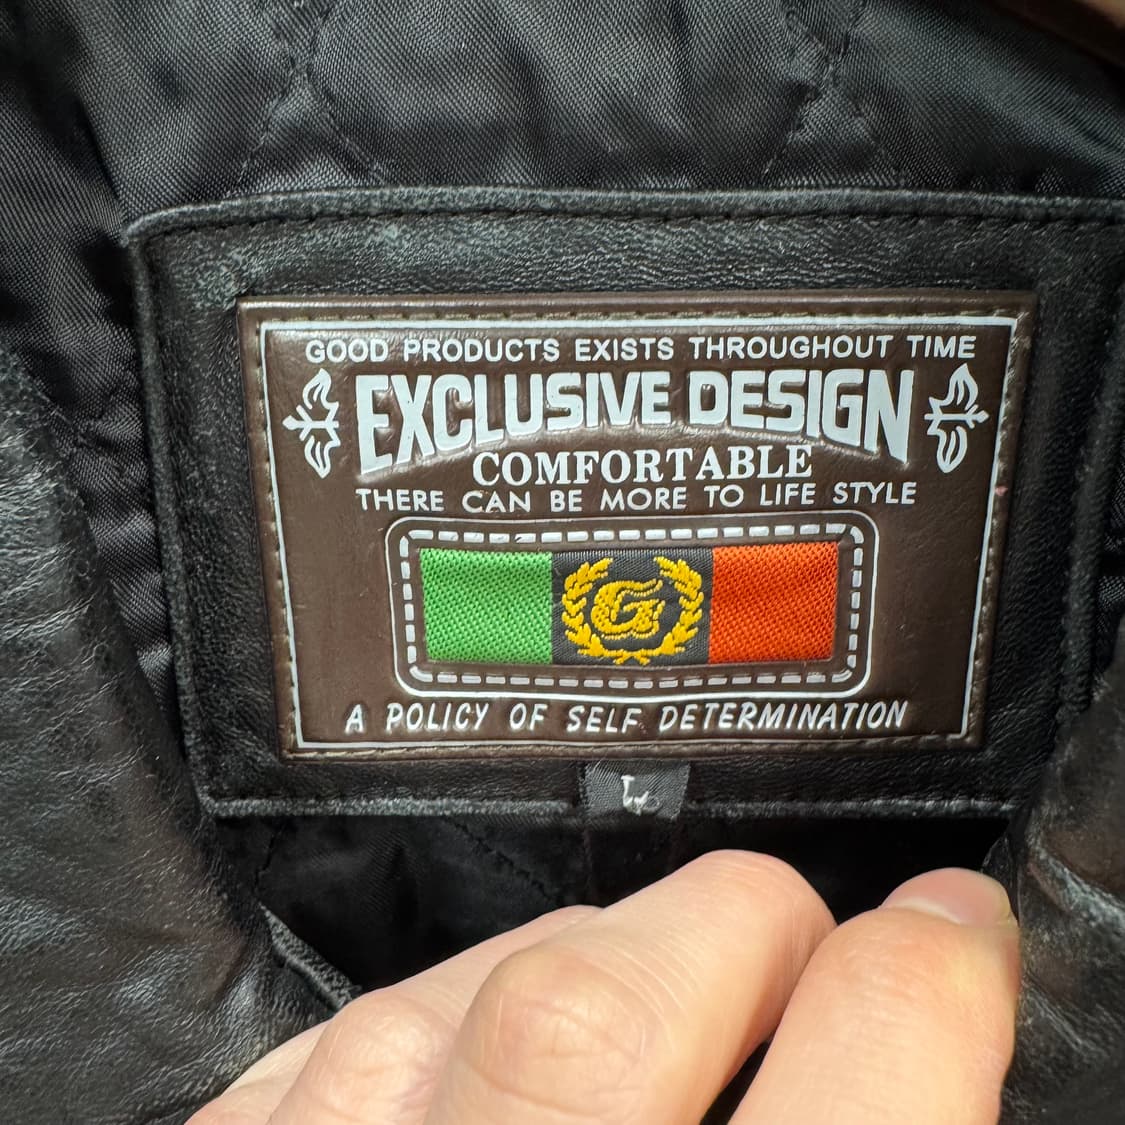 GOOD PRODUCTS EXISTS THROUGHOUT TIME
EXCLUSIVE DESIGN
COMFORTABLE
THERE CAN BE MORE TO LIFE STYLE
G
A POLICY OF SELF DETERMINATION
L